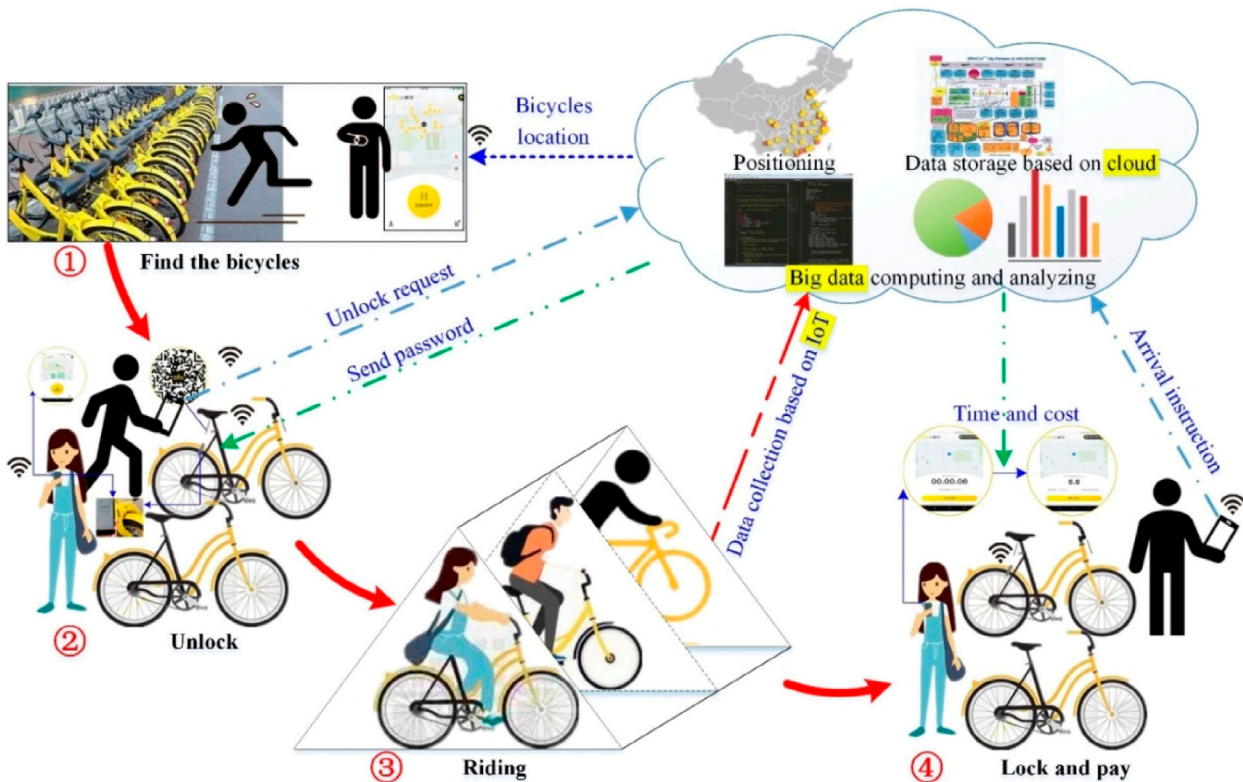 Bicycles
location
Positioning
Data storage based on cloud
Big data computing and analyzing
①
Find the bicycles
Unlock request
Send password
Data collection based on IoT
Arrival instruction
Time and cost
00:00:08
0.0
②
Unlock
③
Riding
④
Lock and pay